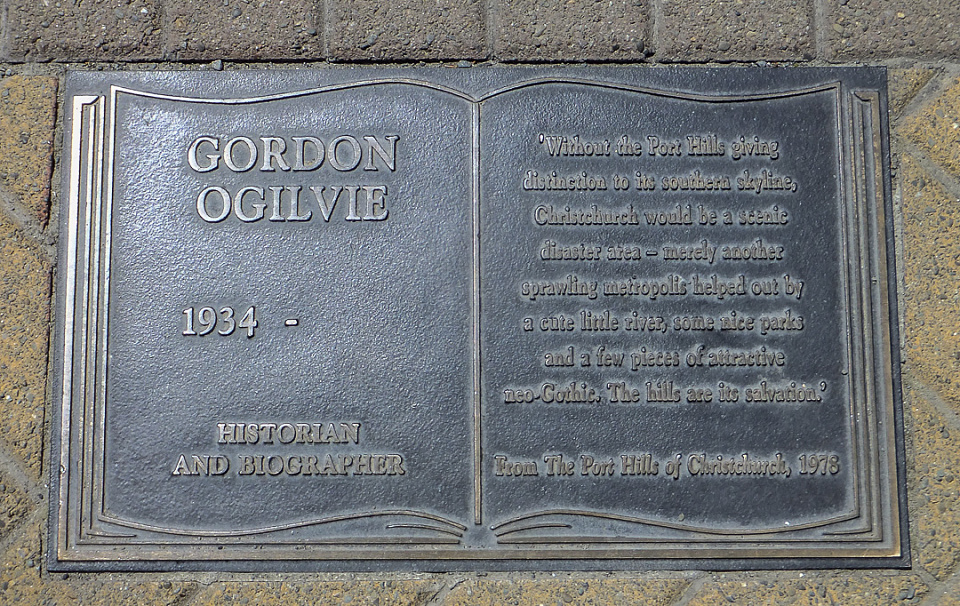 GORDON
OGILVIE
1934 -
HISTORIAN
AND BIOGRAPHER
'Without the Port Hills giving
distinction to its southern skyline,
Christchurch would be a scenic
disaster area – merely another
sprawling metropolis helped out by
a cute little river, some nice parks
and a few pieces of attractive
neo-Gothic. The hills are its salvation.'
From The Port Hills of Christchurch, 1978